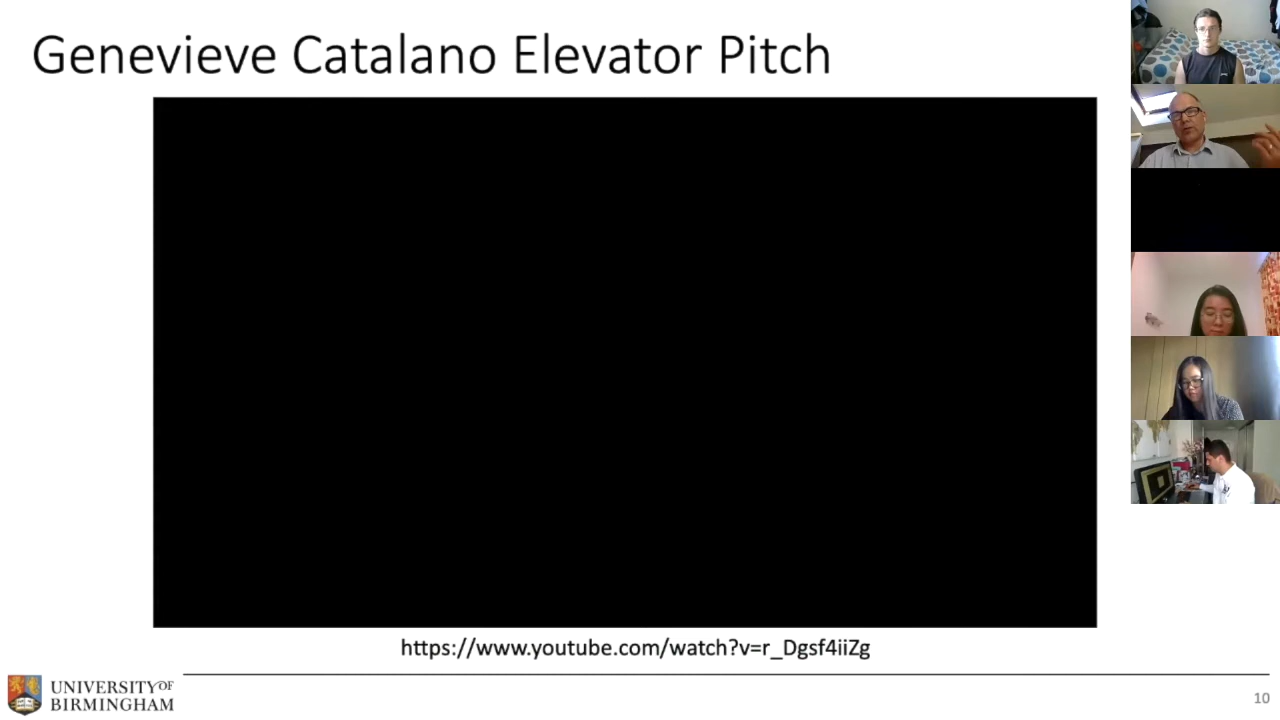 Genevieve Catalano Elevator Pitch
https://www.youtube.com/watch?v=r_Dgsf4iiZg
UNIVERSITY OF
BIRMINGHAM
10